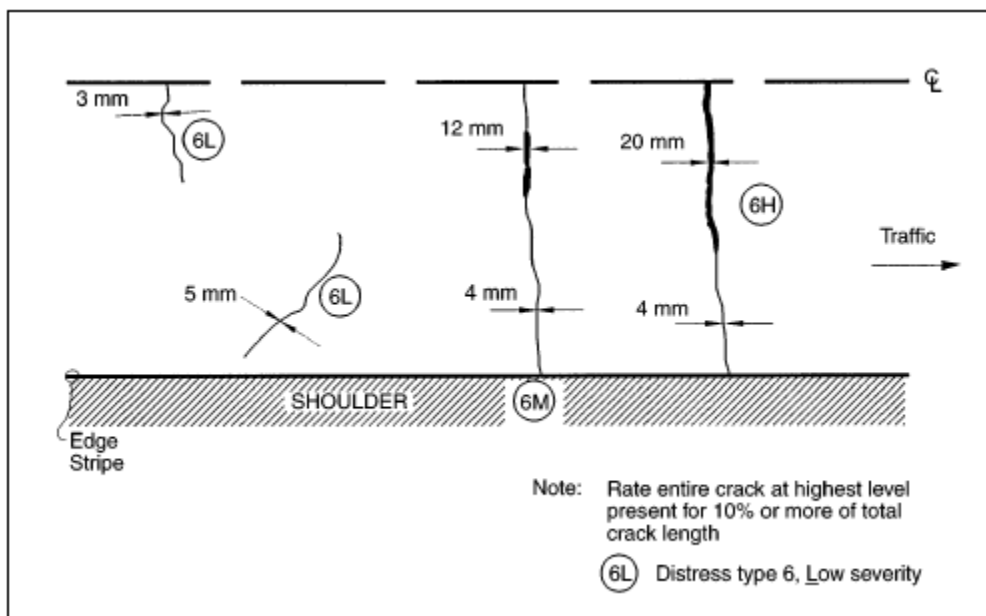 ℄
3 mm
6L
12 mm
20 mm
6H
Traffic
5 mm
6L
4 mm
4 mm
SHOULDER
6M
Edge
Stripe
Note: Rate entire crack at highest level
present for 10% or more of total
crack length
6L Distress type 6, Low severity